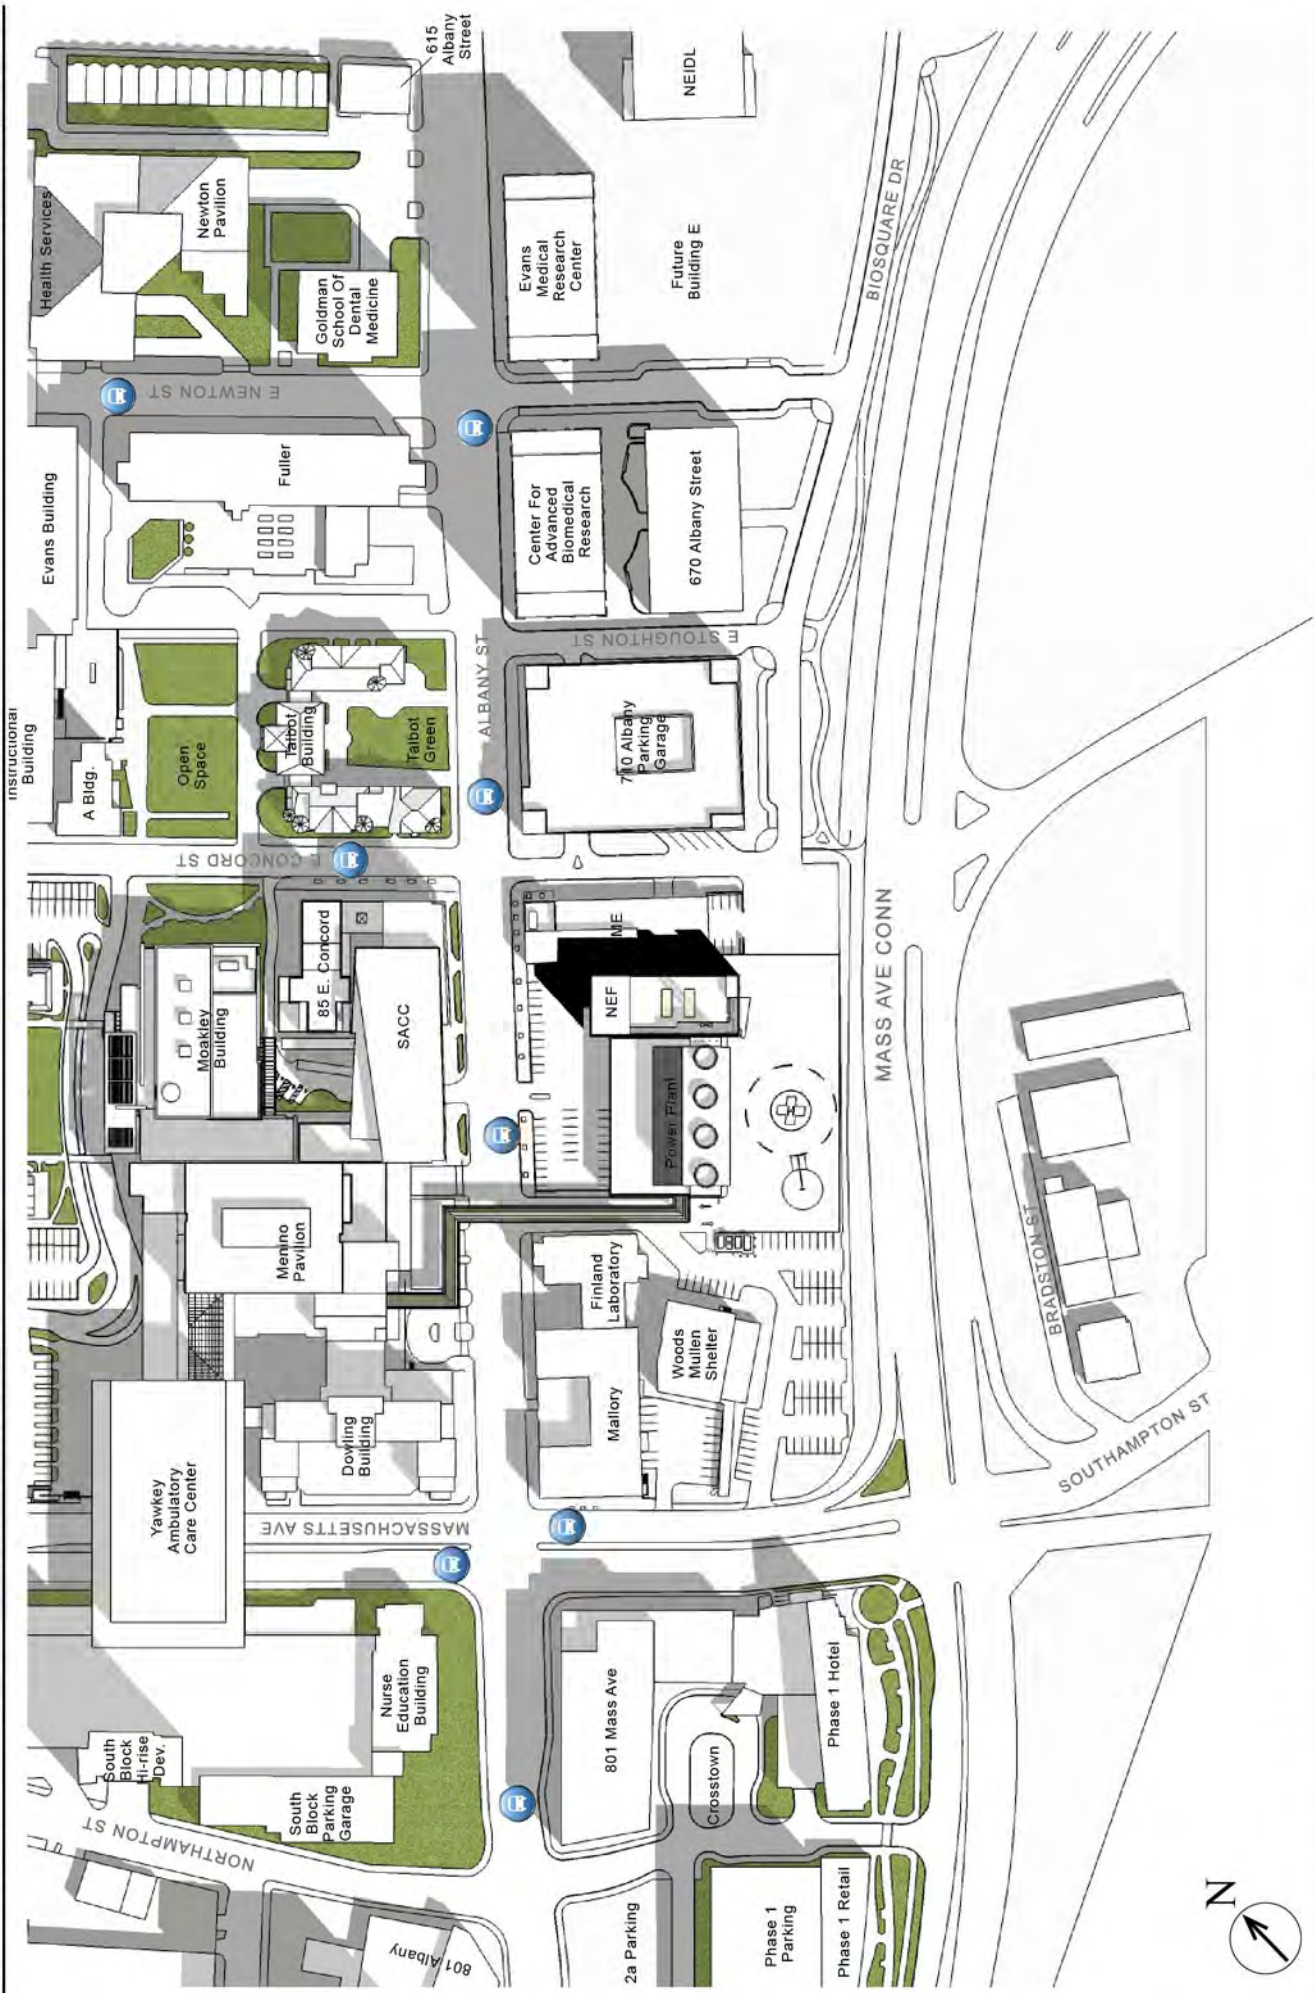 615
Albany
Street
NEIDL
Health Services
Newton
Pavilion
Goldman
School Of
Dental
Medicine
Evans
Medical
Research
Center
Future
Building E
BIOSQUARE DR
E NEWTON ST
Evans Building
Fuller
Center For
Advanced
Biomedical
Research
670 Albany Street
E STOUGHTON ST
ALBANY ST
Instructional
Building
A Bldg.
Open
Space
Talbot
Building
Talbot
Green
710 Albany
Parking
Garage
E CONCORD ST
MASS AVE CONN
Moakley
Building
85 E. Concord
SACC
NEF
ME
Power Plant
Menino
Pavilion
Finland
Laboratory
Woods
Mullen
Shelter
Mallory
BRADSTON ST
SOUTHAMPTON ST
Yawkey
Ambulatory
Care Center
Dowling
Building
MASSACHUSETTS AVE
Nurse
Education
Building
801 Mass Ave
Phase 1 Hotel
Crosstown
South
Block
Hi-rise
Dev.
South
Block
Parking
Garage
NORTHAMPTON ST
801 Albany
2a Parking
Phase 1
Parking
Phase 1 Retail
N